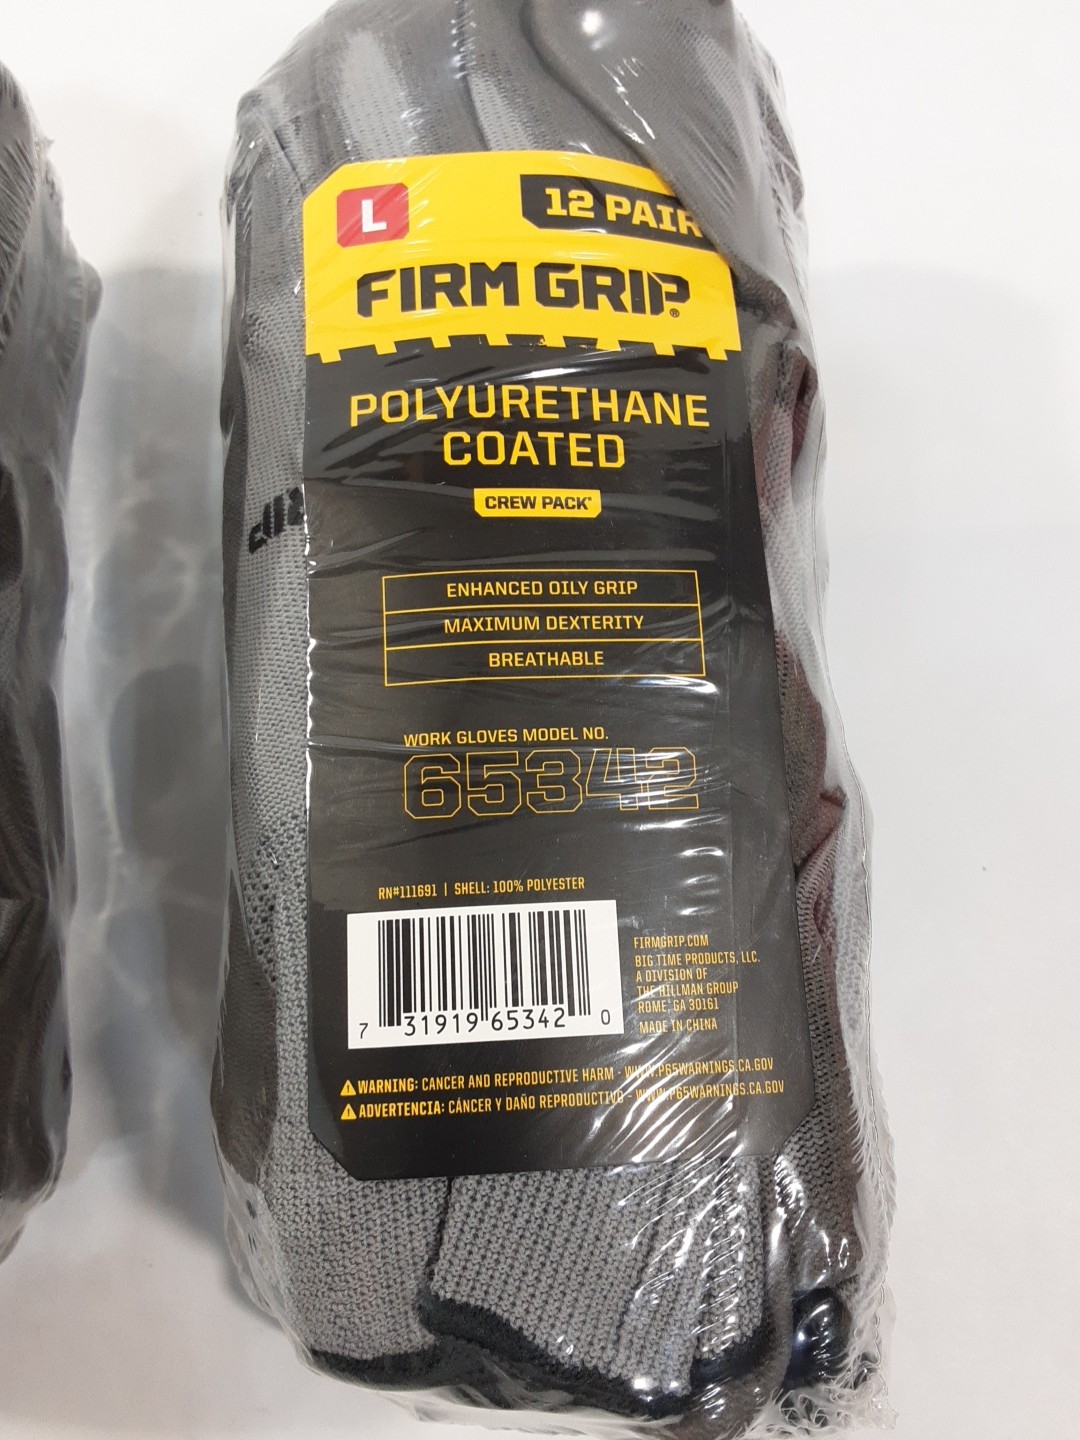 L
12 PAIR
FIRM GRIP®
POLYURETHANE
COATED
CREW PACK®
ENHANCED OILY GRIP
MAXIMUM DEXTERITY
BREATHABLE
WORK GLOVES MODEL NO.
65342
RN#111691 | SHELL: 100% POLYESTER
7 31919 65342 0
FIRMGRIP.COM
BIG TIME PRODUCTS, LLC.
A DIVISION OF
THE HILLMAN GROUP
ROME, GA 30161
MADE IN CHINA
⚠WARNING: CANCER AND REPRODUCTIVE HARM - WWW.P65WARNINGS.CA.GOV
⚠ADVERTENCIA: CÁNCER Y DAÑO REPRODUCTIVO - WWW.P65WARNINGS.CA.GOV